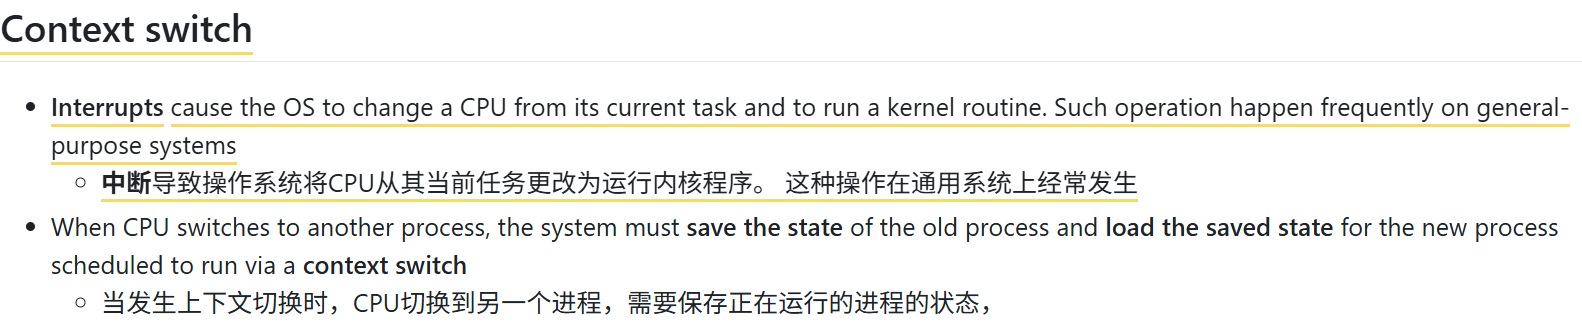 Context switch
Interrupts cause the OS to change a CPU from its current task and to run a kernel routine. Such operation happen frequently on general-
purpose systems
中断导致操作系统将CPU从其当前任务更改为运行内核程序。 这种操作在通用系统上经常发生
When CPU switches to another process, the system must save the state of the old process and load the saved state for the new process
scheduled to run via a context switch
当发生上下文切换时，CPU切换到另一个进程，需要保存正在运行的进程的状态，